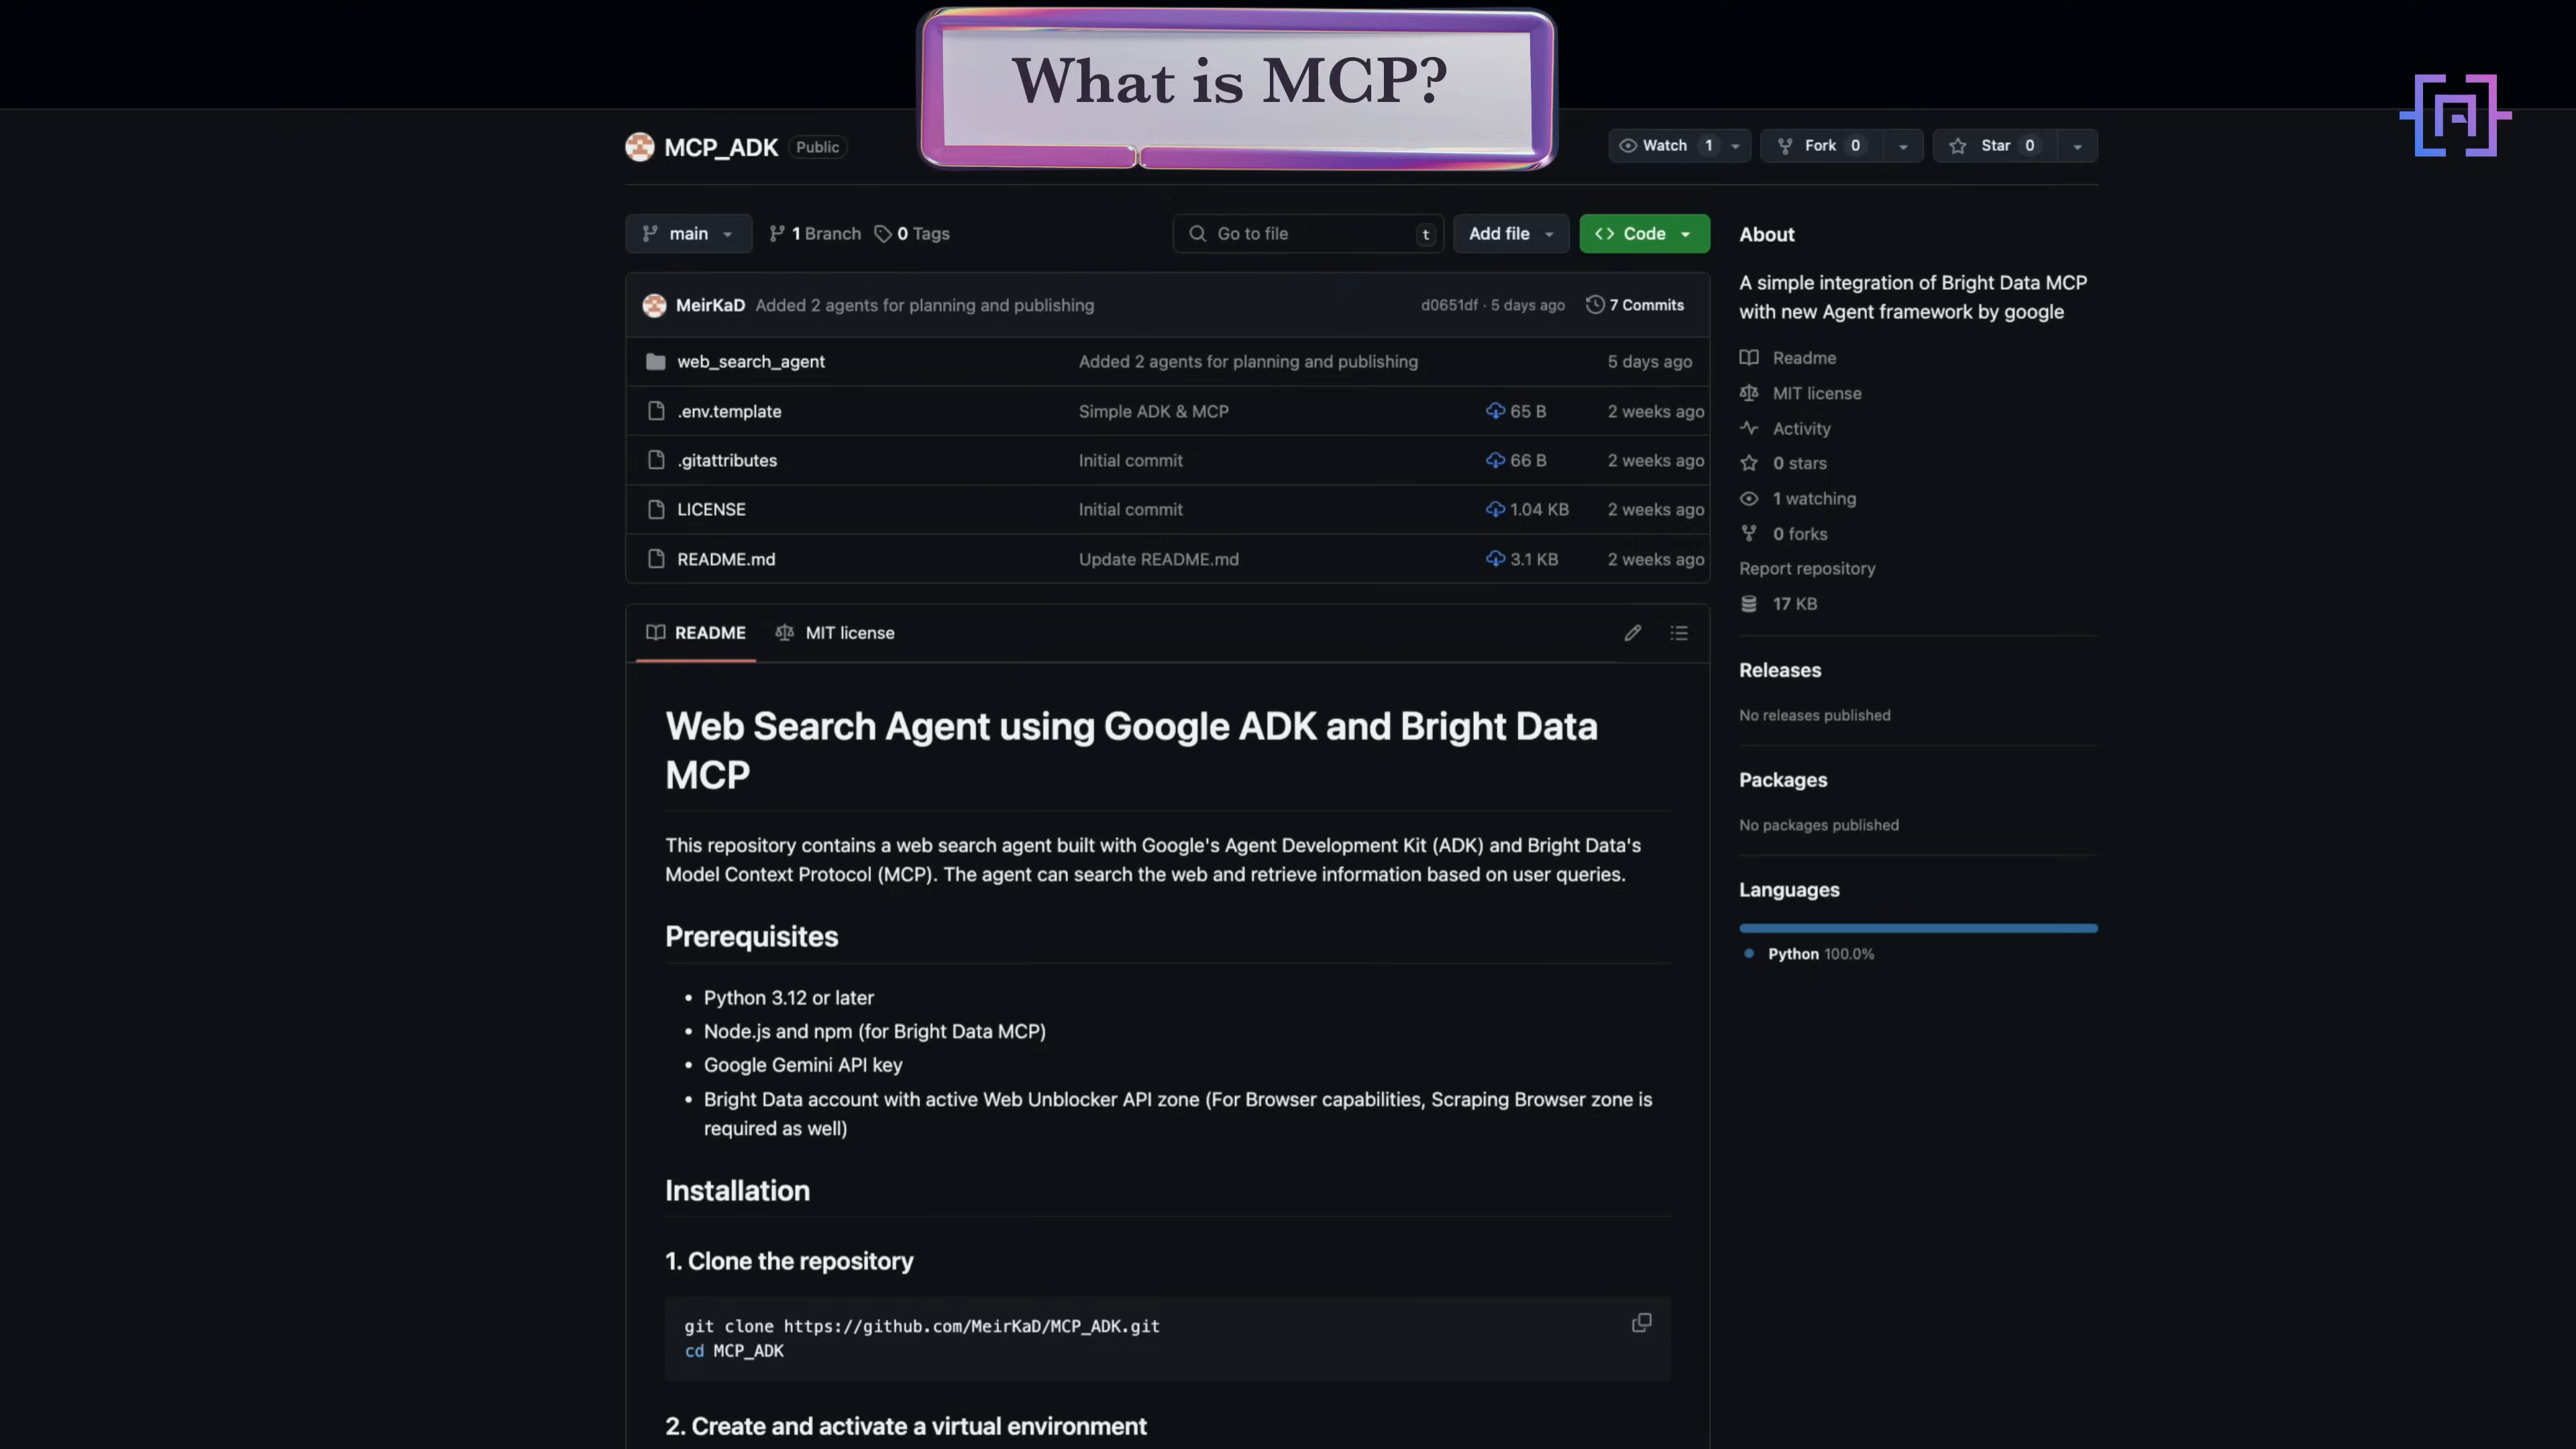 What is MCP?
MCP_ADK Public
Watch 1 Fork 0 Star 0
main 1 Branch 0 Tags Go to file t Add file Code
MeirKaD Added 2 agents for planning and publishing d0651df · 5 days ago 7 Commits
web_search_agent Added 2 agents for planning and publishing 5 days ago
.env.template Simple ADK & MCP 65 B 2 weeks ago
.gitattributes Initial commit 66 B 2 weeks ago
LICENSE Initial commit 1.04 KB 2 weeks ago
README.md Update README.md 3.1 KB 2 weeks ago
README MIT license
Web Search Agent using Google ADK and Bright Data
MCP
This repository contains a web search agent built with Google's Agent Development Kit (ADK) and Bright Data's
Model Context Protocol (MCP). The agent can search the web and retrieve information based on user queries.
Prerequisites
• Python 3.12 or later
• Node.js and npm (for Bright Data MCP)
• Google Gemini API key
• Bright Data account with active Web Unblocker API zone (For Browser capabilities, Scraping Browser zone is
required as well)
Installation
1. Clone the repository
git clone https://github.com/MeirKaD/MCP_ADK.git
cd MCP_ADK
2. Create and activate a virtual environment
About
A simple integration of Bright Data MCP
with new Agent framework by google
Readme
MIT license
Activity
0 stars
1 watching
0 forks
Report repository
17 KB
Releases
No releases published
Packages
No packages published
Languages
Python 100.0%